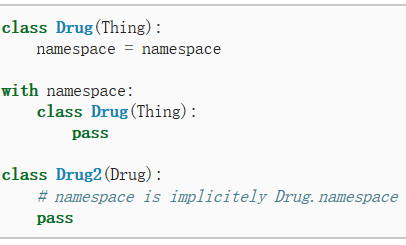 class Drug(Thing):
    namespace = namespace

with namespace:
    class Drug(Thing):
        pass

class Drug2(Drug):
    # namespace is implicitely Drug.namespace
    pass